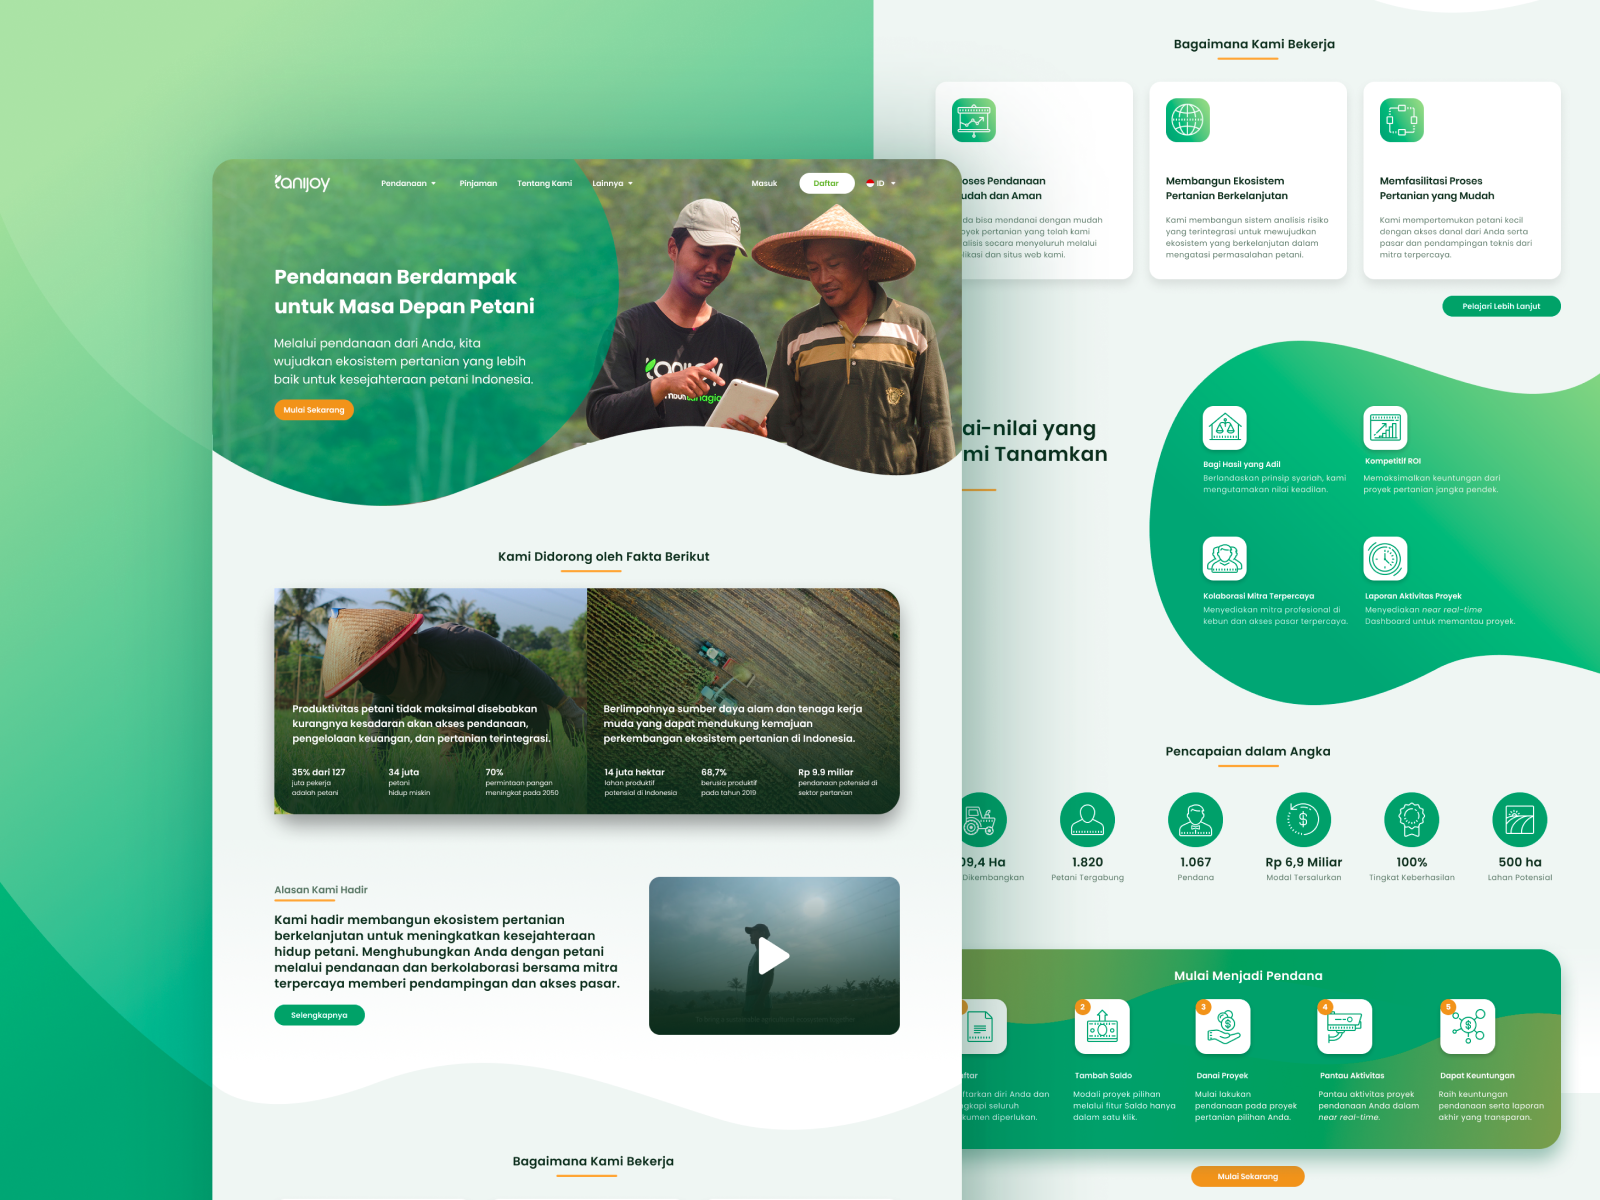 tanijoy
Pendanaan
Pinjaman
Tentang Kami
Lainnya
Masuk
Daftar
ID
Pendanaan Berdampak
untuk Masa Depan Petani
Melalui pendanaan dari Anda, kita
wujudkan ekosistem pertanian yang lebih
baik untuk kesejahteraan petani Indonesia.
Mulai Sekarang
tanijoy
Kami Didorong oleh Fakta Berikut
Produktivitas petani tidak maksimal disebabkan
kurangnya kesadaran akan akses pendanaan,
pengelolaan keuangan, dan pertanian terintegrasi.
35% dari 127
juta pekerja
adalah petani
34 juta
petani
hidup miskin
70%
permintaan pangan
meningkat pada 2050
Berlimpahnya sumber daya alam dan tenaga kerja
muda yang dapat mendukung kemajuan
perkembangan ekosistem pertanian di Indonesia.
14 juta hektar
lahan produktif
potensial di Indonesia
68,7%
berusia produktif
pada tahun 2019
Rp 9.9 miliar
pendanaan potensial di
sektor pertanian
Alasan Kami Hadir
Kami hadir membangun ekosistem pertanian
berkelanjutan untuk meningkatkan kesejahteraan
hidup petani. Menghubungkan Anda dengan petani
melalui pendanaan dan berkolaborasi bersama mitra
terpercaya memberi pendampingan dan akses pasar.
Selengkapnya
Bagaimana Kami Bekerja
Bagaimana Kami Bekerja
oses Pendanaan
udah dan Aman
da bisa mendanai dengan mudah
oyek pertanian yang telah kami
alisis secara menyeluruh melalui
likasi dan situs web kami.
Membangun Ekosistem
Pertanian Berkelanjutan
Kami membangun sistem analisis risiko
yang terintegrasi untuk mewujudkan
ekosistem yang berkelanjutan dalam
mengatasi permasalahan petani.
Memfasilitasi Proses
Pertanian yang Mudah
Kami mempertemukan petani kecil
dengan akses danai dari Anda serta
pasar dan pendampingan teknis dari
mitra terpercaya.
Pelajari Lebih Lanjut
ai-nilai yang
mi Tanamkan
Bagi Hasil yang Adil
Berlandaskan prinsip syariah, kami
mengutamakan nilai keadilan.
Kompetitif ROI
Memaksimalkan keuntungan dari
proyek pertanian jangka pendek.
Kolaborasi Mitra Terpercaya
Menyediakan mitra profesional di
kebun dan akses pasar terpercaya.
Laporan Aktivitas Proyek
Menyediakan near real-time
Dashboard untuk memantau proyek.
Pencapaian dalam Angka
09,4 Ha
Dikembangkan
1.820
Petani Tergabung
1.067
Pendana
Rp 6,9 Miliar
Modal Tersalurkan
100%
Tingkat Keberhasilan
500 ha
Lahan Potensial
Mulai Menjadi Pendana
ftar
ftarkan diri Anda dan
gkapi seluruh
kumen diperlukan.
2
Tambah Saldo
Modali proyek pilihan
melalui fitur Saldo hanya
dalam satu klik.
3
Danai Proyek
Mulai lakukan
pendanaan pada proyek
pertanian pilihan Anda.
4
Pantau Aktivitas
Pantau aktivitas proyek
pendanaan Anda dalam
near real-time.
5
Dapat Keuntungan
Raih keuntungan
pendanaan serta laporan
akhir yang transparan.
Mulai Sekarang